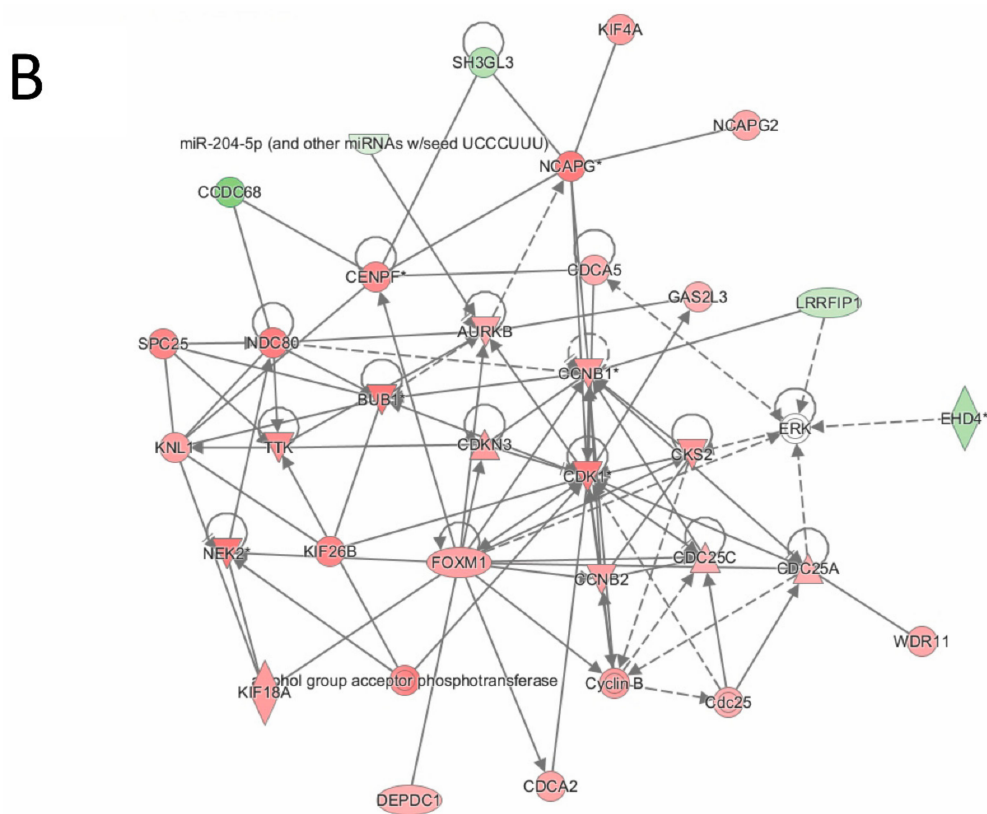 B
KIF4A
SH3GL3
NCAPG2
miR-204-5p (and other miRNAs w/seed UCCCUUU)
NCAPG*
CCDC68
CENPF*
CDCA5
GAS2L3
LRRFIP1
AURKB
SPC25
NDC80
CCNB1*
BUB1*
EHD4*
ERK
KNL1
TTK
CDKN3
CKS2
CDK1*
NEK2*
KIF26B
FOXM1
CDC25C
CDC25A
CCNB2
WDR11
alcohol group acceptor phosphotransferase
KIF18A
Cyclin B
Cdc25
CDCA2
DEPDC1